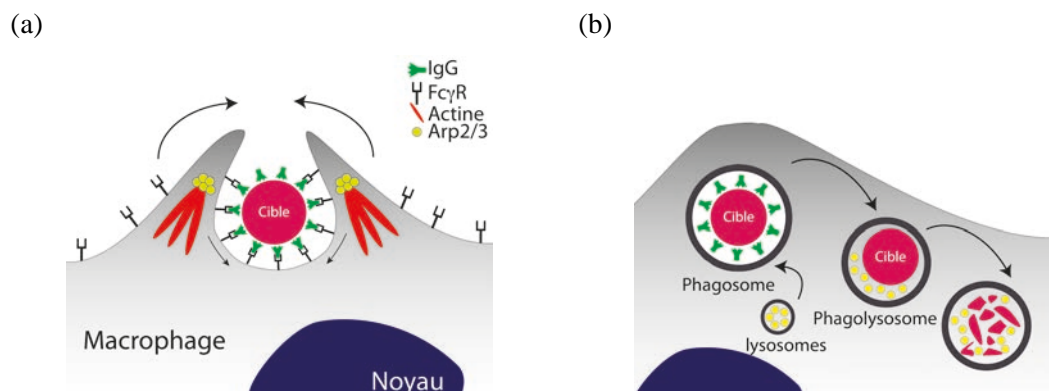 (a)
IgG
FcγR
Actine
Arp2/3
Cible
Macrophage
Noyau
(b)
Cible
Phagosome
lysosomes
Cible
Phagolysosome